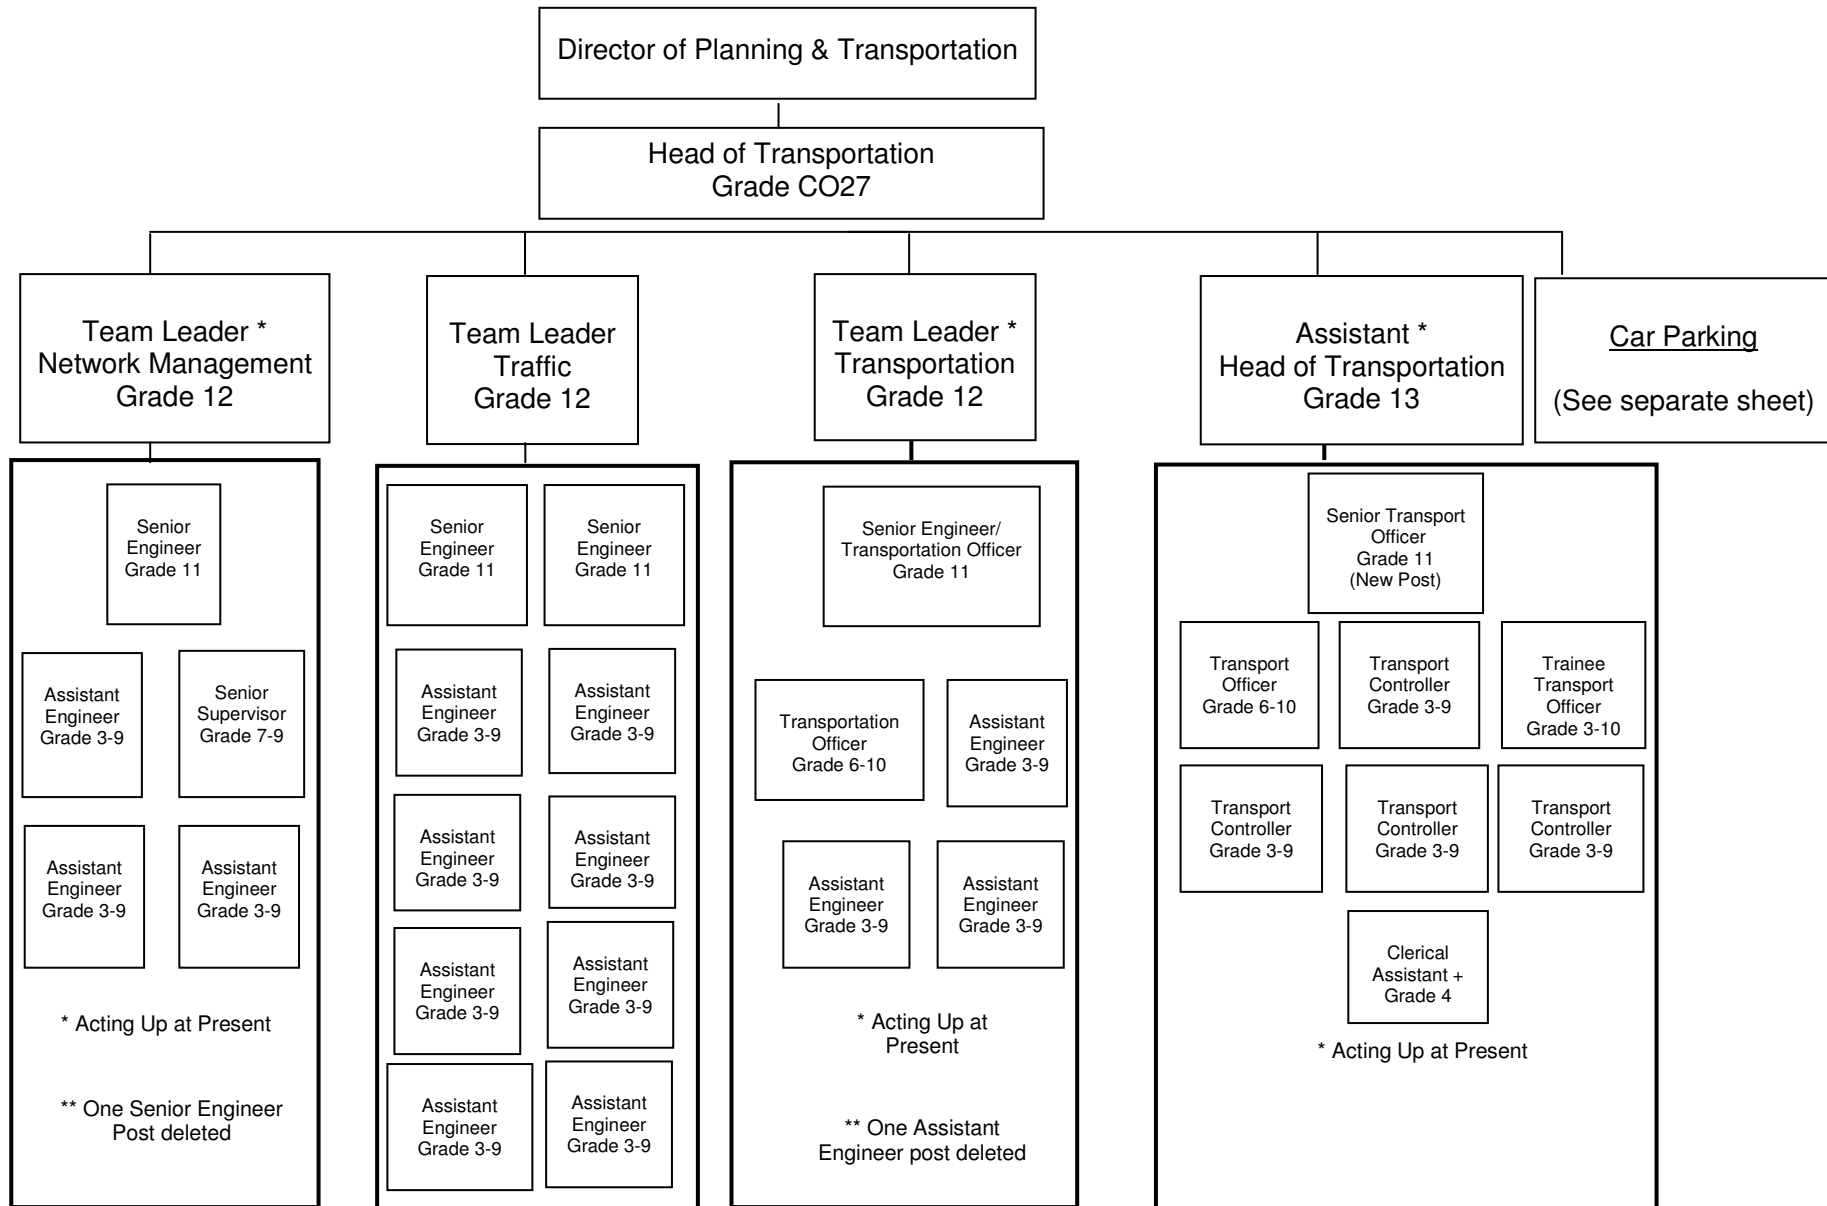 Director of Planning & Transportation
Head of Transportation
Grade CO27
Team Leader *
Network Management
Grade 12
Team Leader
Traffic
Grade 12
Team Leader *
Transportation
Grade 12
Assistant *
Head of Transportation
Grade 13
Car Parking
(See separate sheet)
Senior
Engineer
Grade 11
Assistant
Engineer
Grade 3-9
Senior
Supervisor
Grade 7-9
Assistant
Engineer
Grade 3-9
Assistant
Engineer
Grade 3-9
* Acting Up at Present
** One Senior Engineer
Post deleted
Senior
Engineer
Grade 11
Senior
Engineer
Grade 11
Assistant
Engineer
Grade 3-9
Assistant
Engineer
Grade 3-9
Assistant
Engineer
Grade 3-9
Assistant
Engineer
Grade 3-9
Assistant
Engineer
Grade 3-9
Assistant
Engineer
Grade 3-9
Assistant
Engineer
Grade 3-9
Assistant
Engineer
Grade 3-9
Senior Engineer/
Transportation Officer
Grade 11
Transportation
Officer
Grade 6-10
Assistant
Engineer
Grade 3-9
Assistant
Engineer
Grade 3-9
Assistant
Engineer
Grade 3-9
* Acting Up at
Present
** One Assistant
Engineer post deleted
Senior Transport
Officer
Grade 11
(New Post)
Transport
Officer
Grade 6-10
Transport
Controller
Grade 3-9
Trainee
Transport
Officer
Grade 3-10
Transport
Controller
Grade 3-9
Transport
Controller
Grade 3-9
Transport
Controller
Grade 3-9
Clerical
Assistant +
Grade 4
* Acting Up at Present